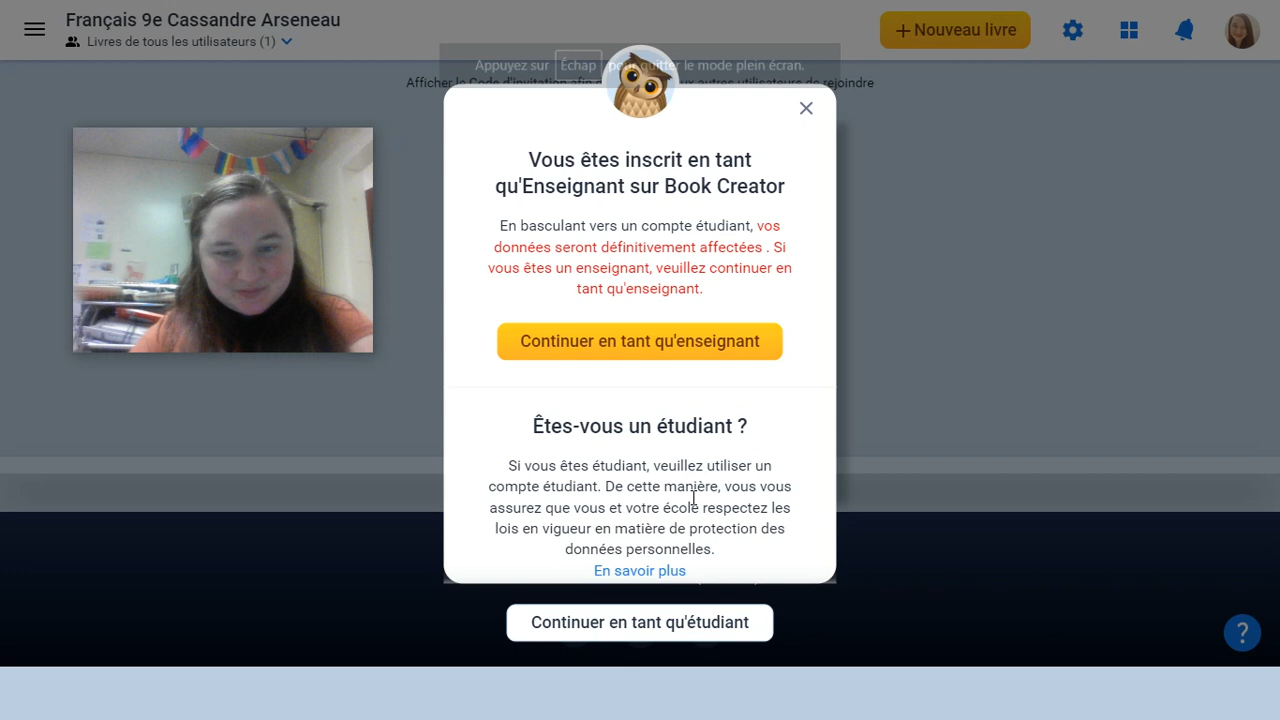 Français 9e Cassandre Arseneau
Livres de tous les utilisateurs (1)
+ Nouveau livre
Appuyez sur Échap pour quitter le mode plein écran.
Afficher le Code d'invitation afin aux autres utilisateurs de rejoindre
Vous êtes inscrit en tant
qu'Enseignant sur Book Creator
En basculant vers un compte étudiant, vos
données seront définitivement affectées . Si
vous êtes un enseignant, veuillez continuer en
tant qu'enseignant.
Continuer en tant qu'enseignant
Êtes-vous un étudiant ?
Si vous êtes étudiant, veuillez utiliser un
compte étudiant. De cette manière, vous vous
assurez que vous et votre école respectez les
lois en vigueur en matière de protection des
données personnelles.
En savoir plus
Continuer en tant qu'étudiant
?